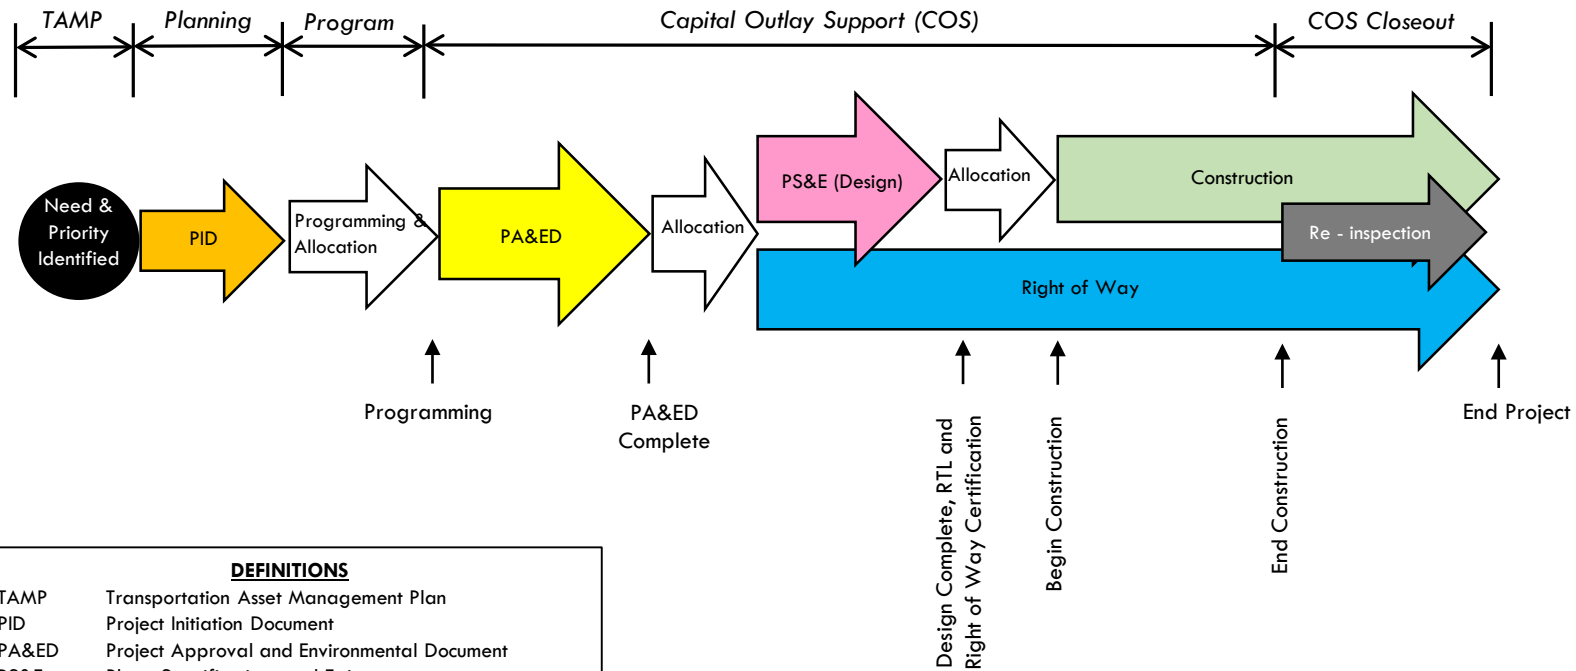 TAMP
Planning
Program
Capital Outlay Support (COS)
COS Closeout
Need &
Priority
Identified
PID
Programming &
Allocation
PA&ED
Allocation
PS&E (Design)
Allocation
Construction
Re - inspection
Right of Way
Programming
PA&ED
Complete
Design Complete, RTL and
Right of Way Certification
Begin Construction
End Construction
End Project
DEFINITIONS
TAMP Transportation Asset Management Plan
PID Project Initiation Document
PA&ED Project Approval and Environmental Document